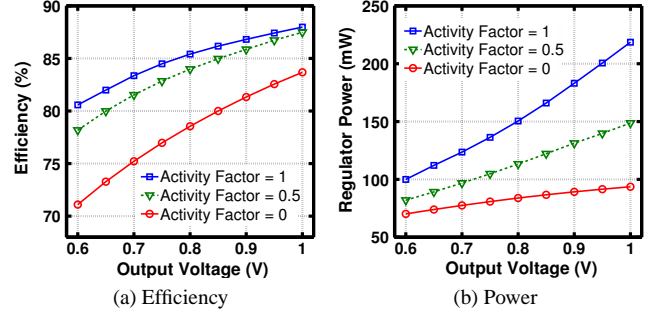 Efficiency (%)
90
85
80
75
70
Activity Factor = 1
Activity Factor = 0.5
Activity Factor = 0
0.6 0.7 0.8 0.9 1
Output Voltage (V)
(a) Efficiency
Regulator Power (mW)
250
200
150
100
50
Activity Factor = 1
Activity Factor = 0.5
Activity Factor = 0
0.6 0.7 0.8 0.9 1
Output Voltage (V)
(b) Power